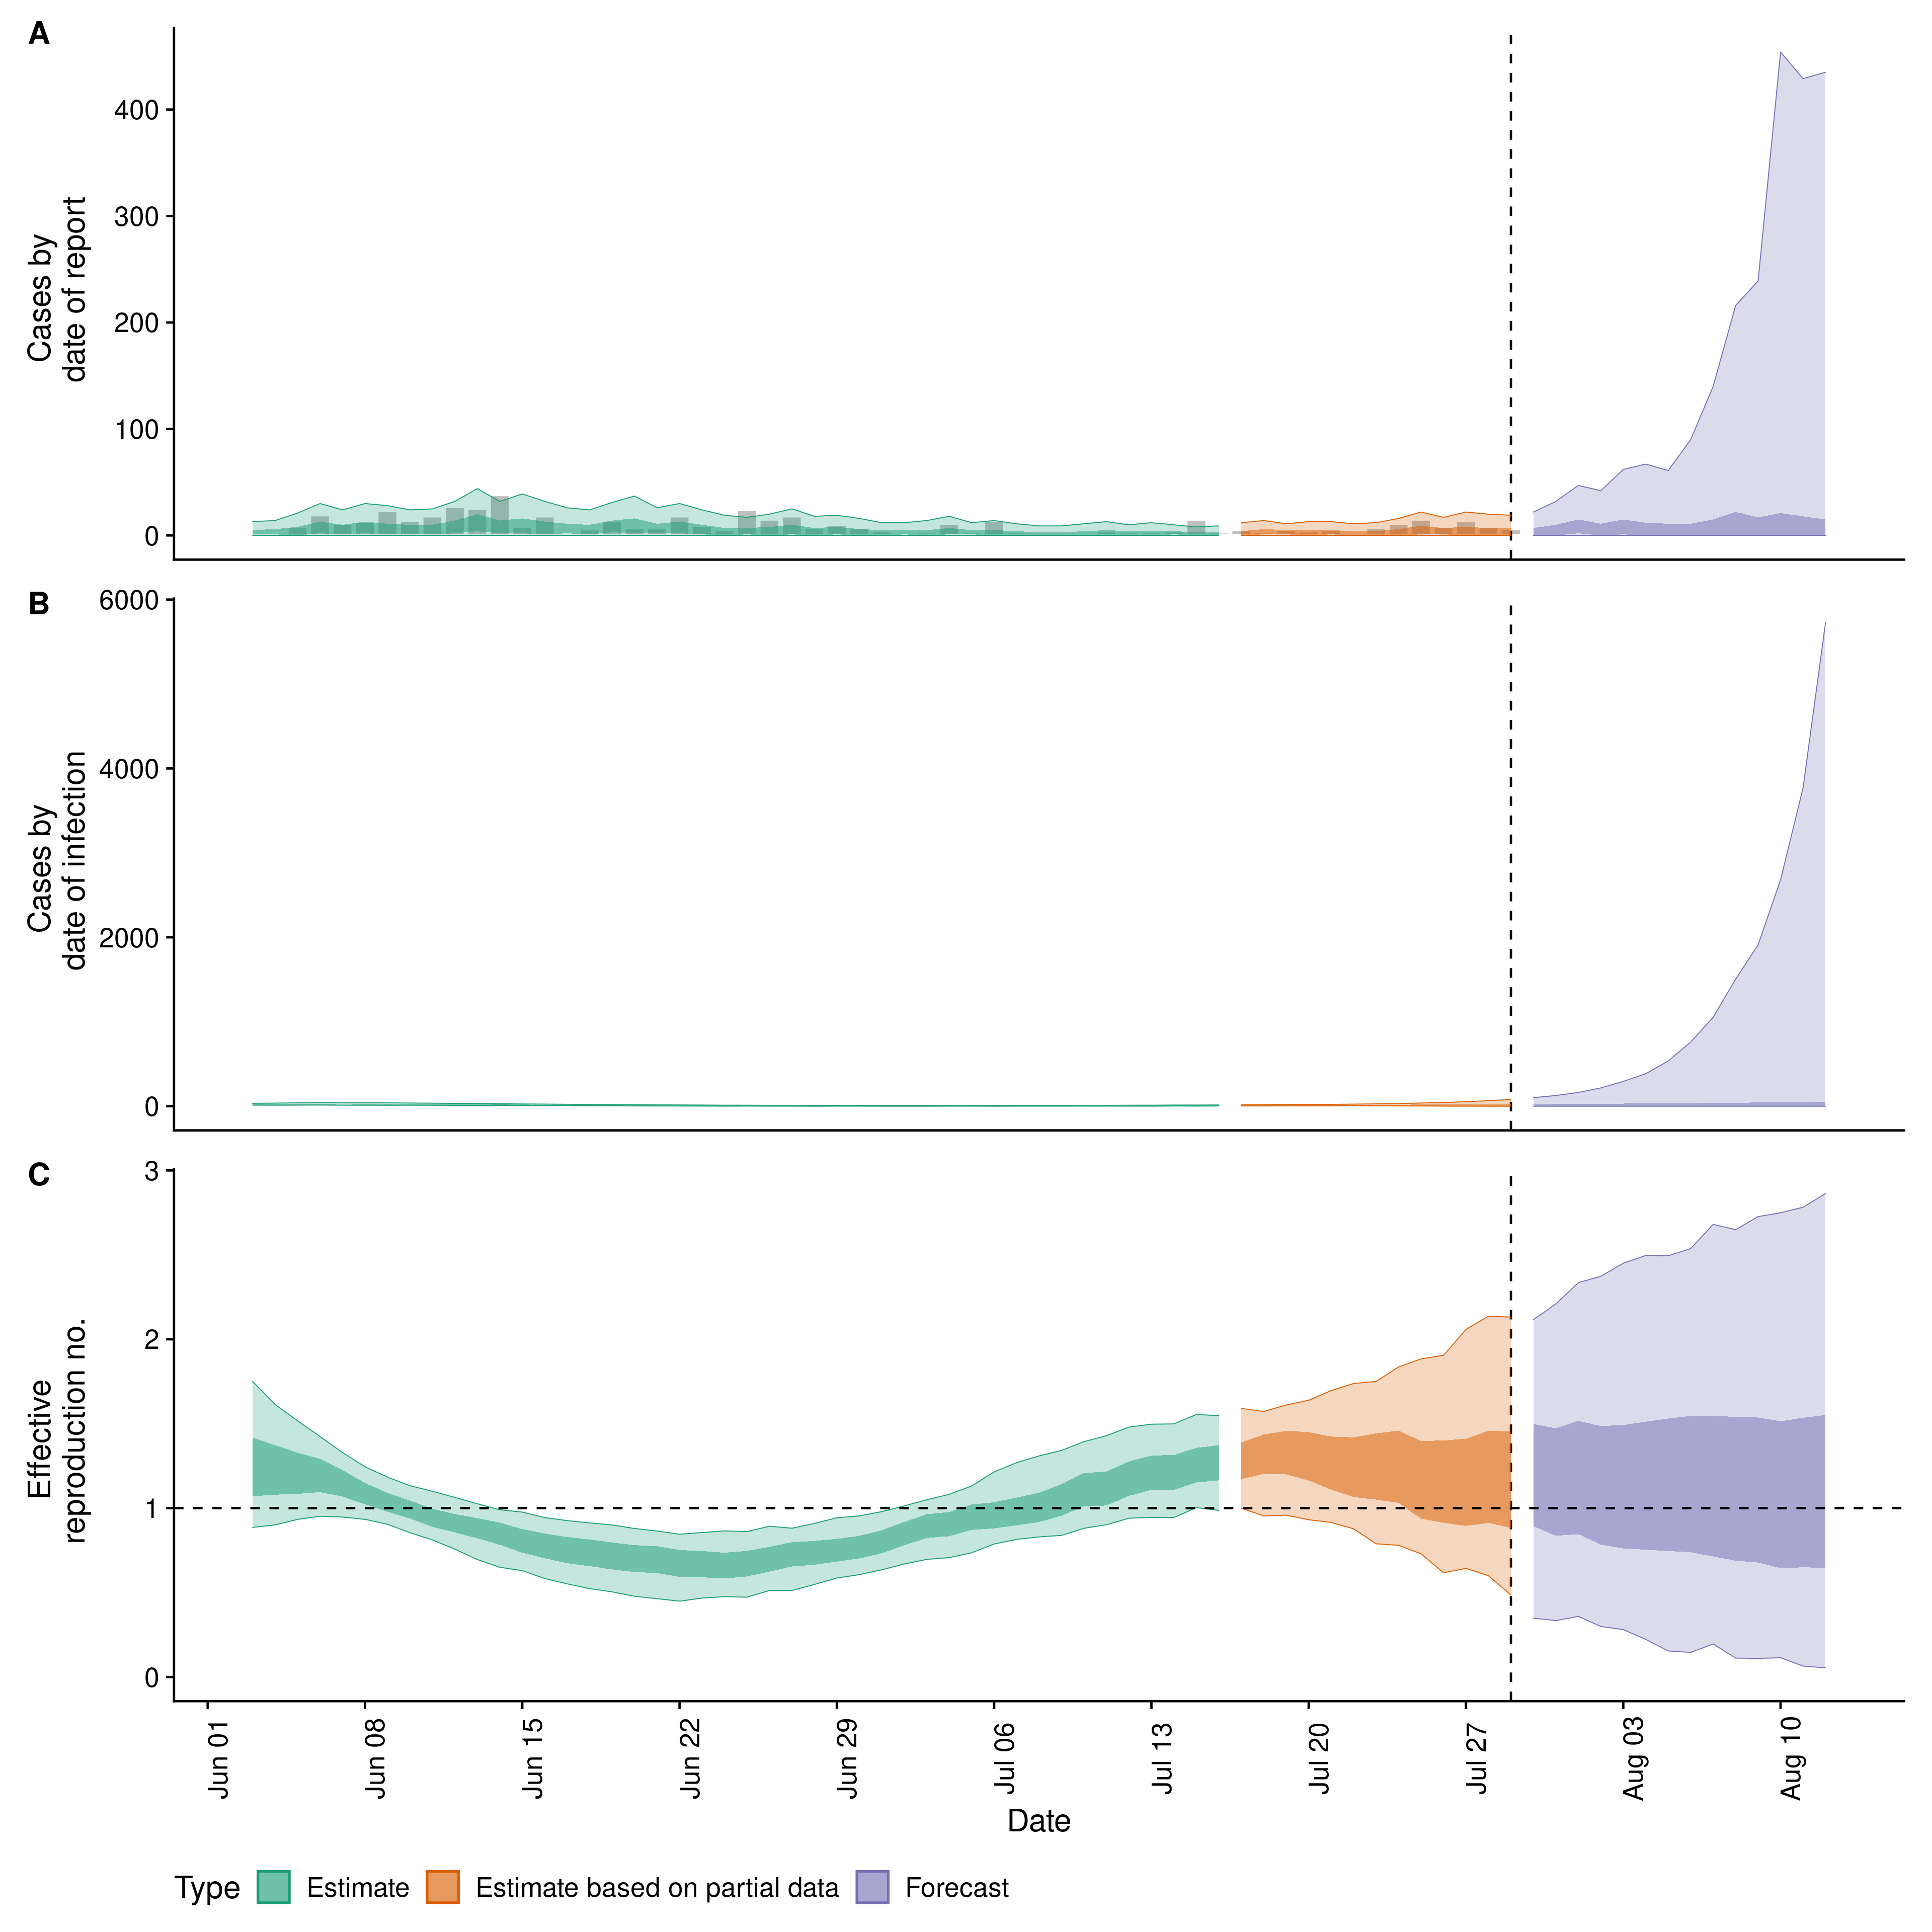 A
Cases by
date of report
400
300
200
100
0
B
Cases by
date of infection
6000
4000
2000
0
C
Effective
reproduction no.
3
2
1
0
Jun 01
Jun 08
Jun 15
Jun 22
Jun 29
Jul 06
Jul 13
Jul 20
Jul 27
Aug 03
Aug 10
Date
Type Estimate Estimate based on partial data Forecast